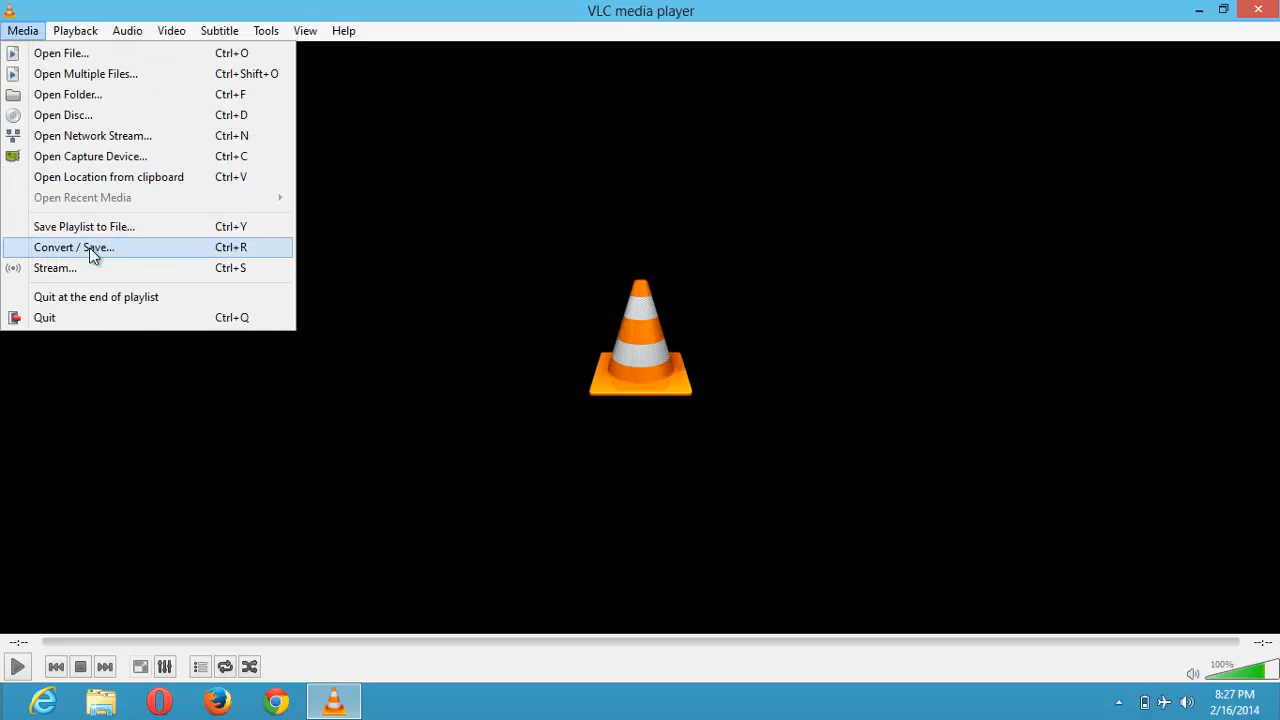 VLC media player
Media Playback Audio Video Subtitle Tools View Help
Open File... Ctrl+O
Open Multiple Files... Ctrl+Shift+O
Open Folder... Ctrl+F
Open Disc... Ctrl+D
Open Network Stream... Ctrl+N
Open Capture Device... Ctrl+C
Open Location from clipboard Ctrl+V
Open Recent Media
Save Playlist to File... Ctrl+Y
Convert / Save... Ctrl+R
Stream... Ctrl+S
Quit at the end of playlist
Quit Ctrl+Q
--:-- --:--
100%
8:27 PM
2/16/2014